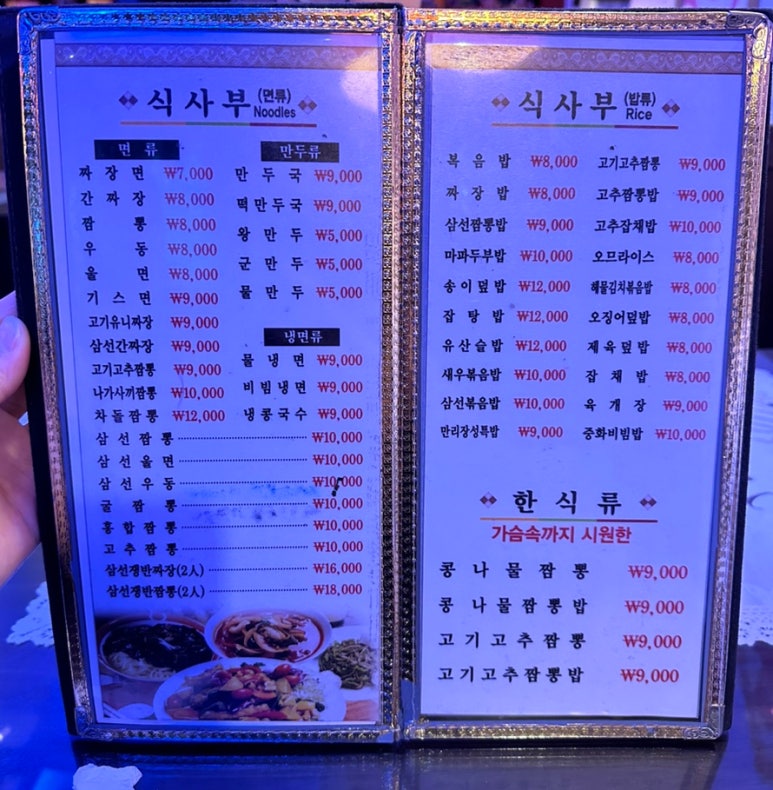 식사부 (면류) Noodles
면 류
짜 장 면 ₩7,000
간 짜 장 ₩8,000
짬 뽕 ₩8,000
우 동 ₩8,000
울 면 ₩8,000
기 스 면 ₩9,000
고기유니짜장 ₩9,000
삼선간짜장 ₩9,000
고기고추짬뽕 ₩9,000
나가사끼짬뽕 ₩10,000
차돌짬뽕 ₩12,000
만두류
만 두 국 ₩9,000
떡만두국 ₩9,000
왕 만 두 ₩5,000
군 만 두 ₩5,000
물 만 두 ₩5,000
냉면류
물 냉 면 ₩9,000
비빔냉면 ₩9,000
냉콩국수 ₩9,000
삼 선 짬 뽕 ₩10,000
삼 선 울 면 ₩10,000
삼 선 우 동 ₩10,000
굴 짬 뽕 ₩10,000
홍 합 짬 뽕 ₩10,000
고 추 짬 뽕 ₩10,000
삼선쟁반짜장(2人) ₩16,000
삼선쟁반짬뽕(2人) ₩18,000
식사부 (밥류) Rice
복 음 밥 ₩8,000
짜 장 밥 ₩8,000
삼선짬뽕밥 ₩9,000
마파두부밥 ₩10,000
송이덮밥 ₩12,000
잡 탕 밥 ₩12,000
유산슬밥 ₩12,000
새우볶음밥 ₩10,000
삼선볶음밥 ₩10,000
만리장성특밥 ₩9,000
고기고추짬뽕 ₩9,000
고추짬뽕밥 ₩9,000
고추잡채밥 ₩10,000
오므라이스 ₩8,000
해물김치볶음밥 ₩8,000
오징어덮밥 ₩8,000
제육덮밥 ₩8,000
잡 채 밥 ₩8,000
육 개 장 ₩9,000
중화비빔밥 ₩10,000
한 식 류
가슴속까지 시원한
콩 나 물 짬 뽕 ₩9,000
콩 나 물 짬 뽕 밥 ₩9,000
고 기 고 추 짬 뽕 ₩9,000
고 기 고 추 짬 뽕 밥 ₩9,000